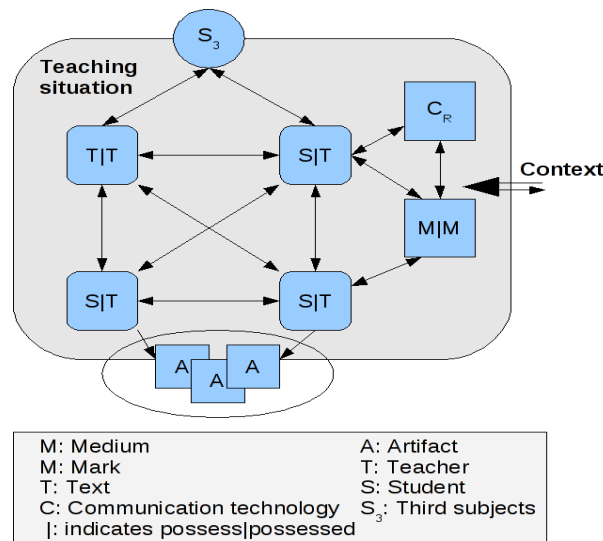 S3
Teaching
situation
CR
T|T
S|T
Context
M|M
S|T
S|T
A
A
A
M: Medium
A: Artifact
M: Mark
T: Teacher
T: Text
S: Student
C: Communication technology
S3: Third subjects
|: indicates possess|possessed